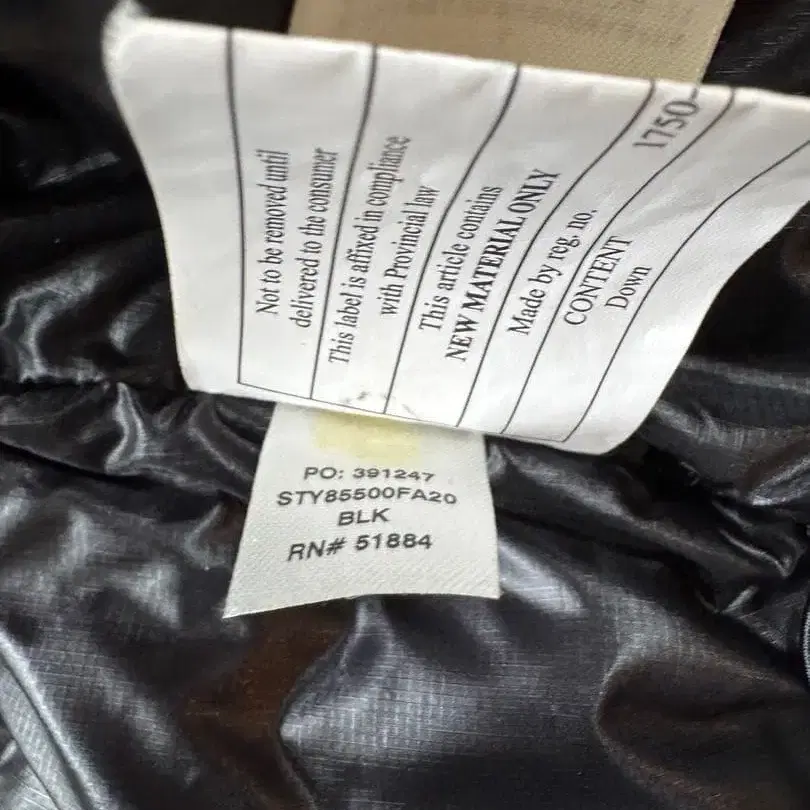 Not to be removed until
delivered to the consumer
This label is affixed in compliance
with Provincial law
This article contains
NEW MATERIAL ONLY
Made by reg. no.
1750-
CONTENT
Down
PO: 391247
STY85500FA20
BLK
RN# 51884